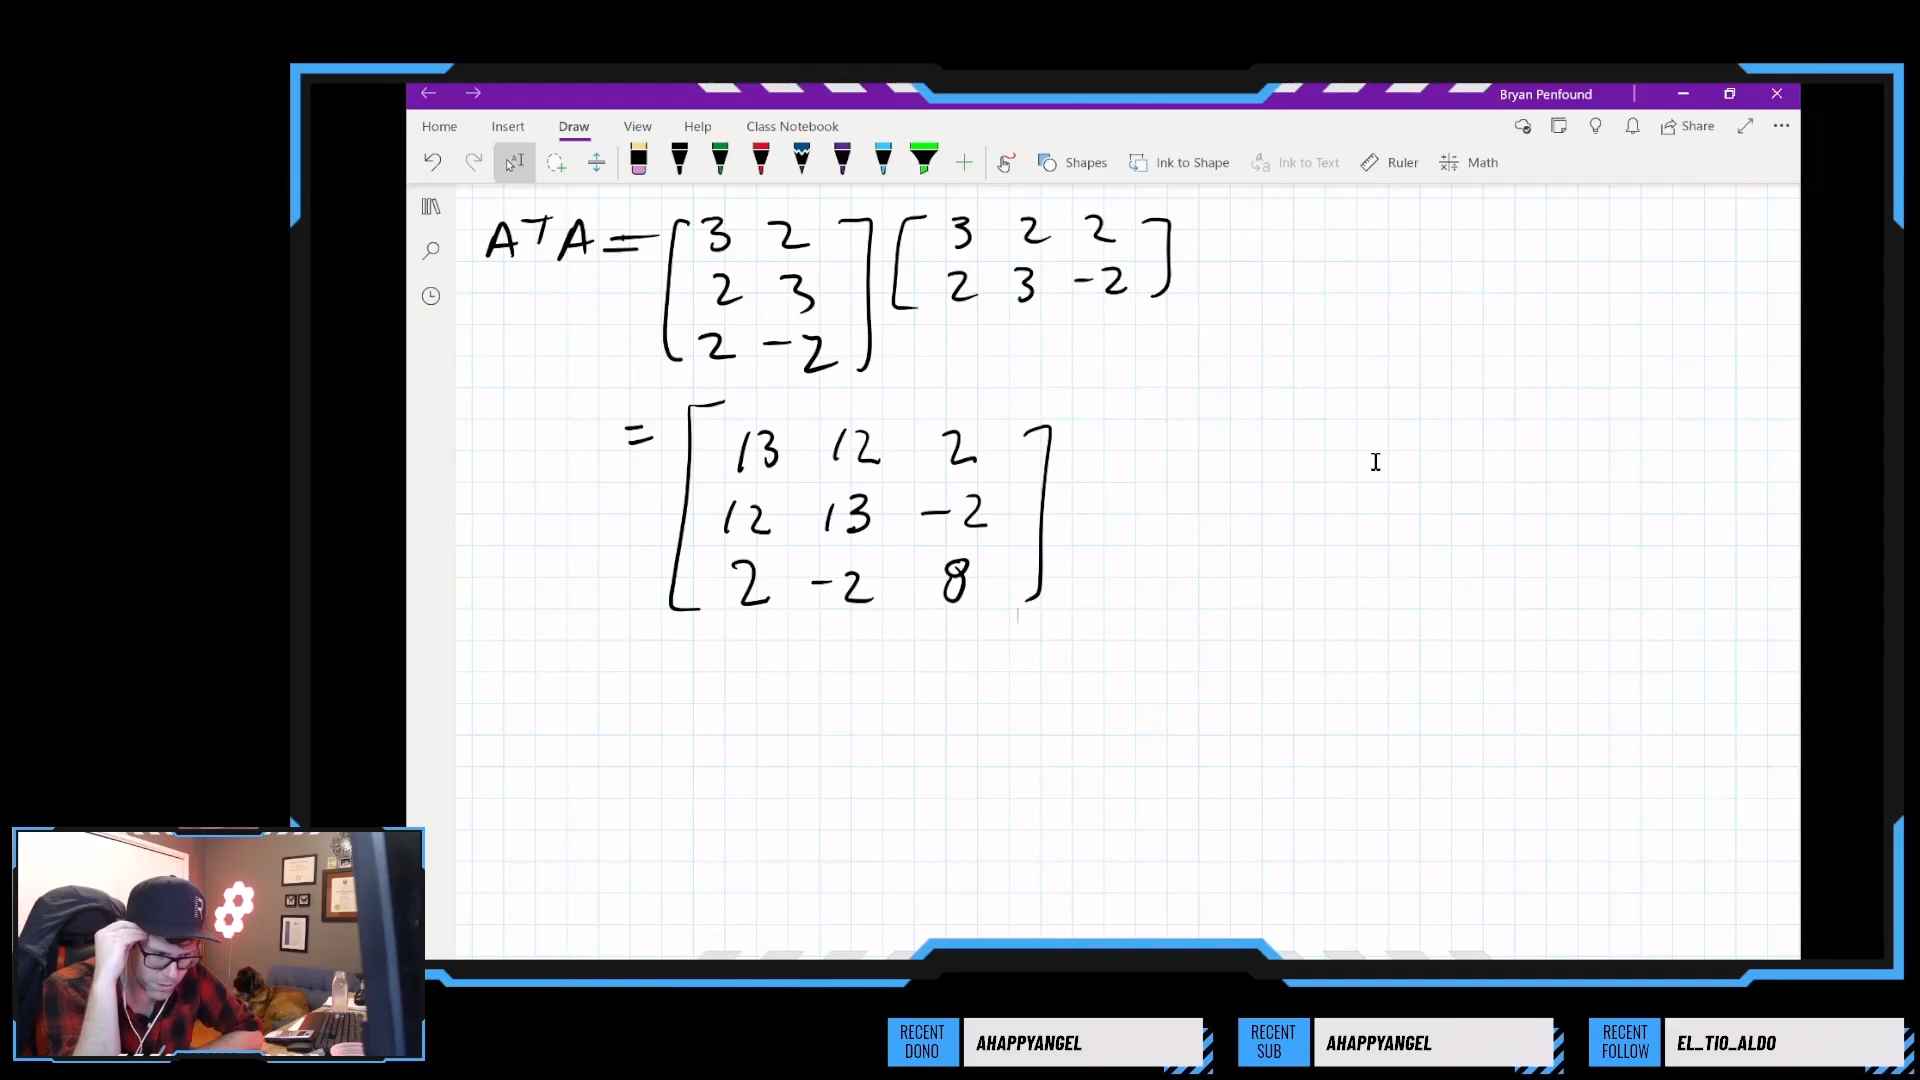 Bryan Penfound
Home Insert Draw View Help Class Notebook Share
Shapes Ink to Shape Ink to Text Ruler Math
AᵀA = [3 2 [3 2 2
2 3 2 3 -2]
2 -2]
= [13 12 2
12 13 -2
2 -2 8]
RECENT DONO AHAPPYANGEL
RECENT SUB AHAPPYANGEL
RECENT FOLLOW EL_TIO_ALDO